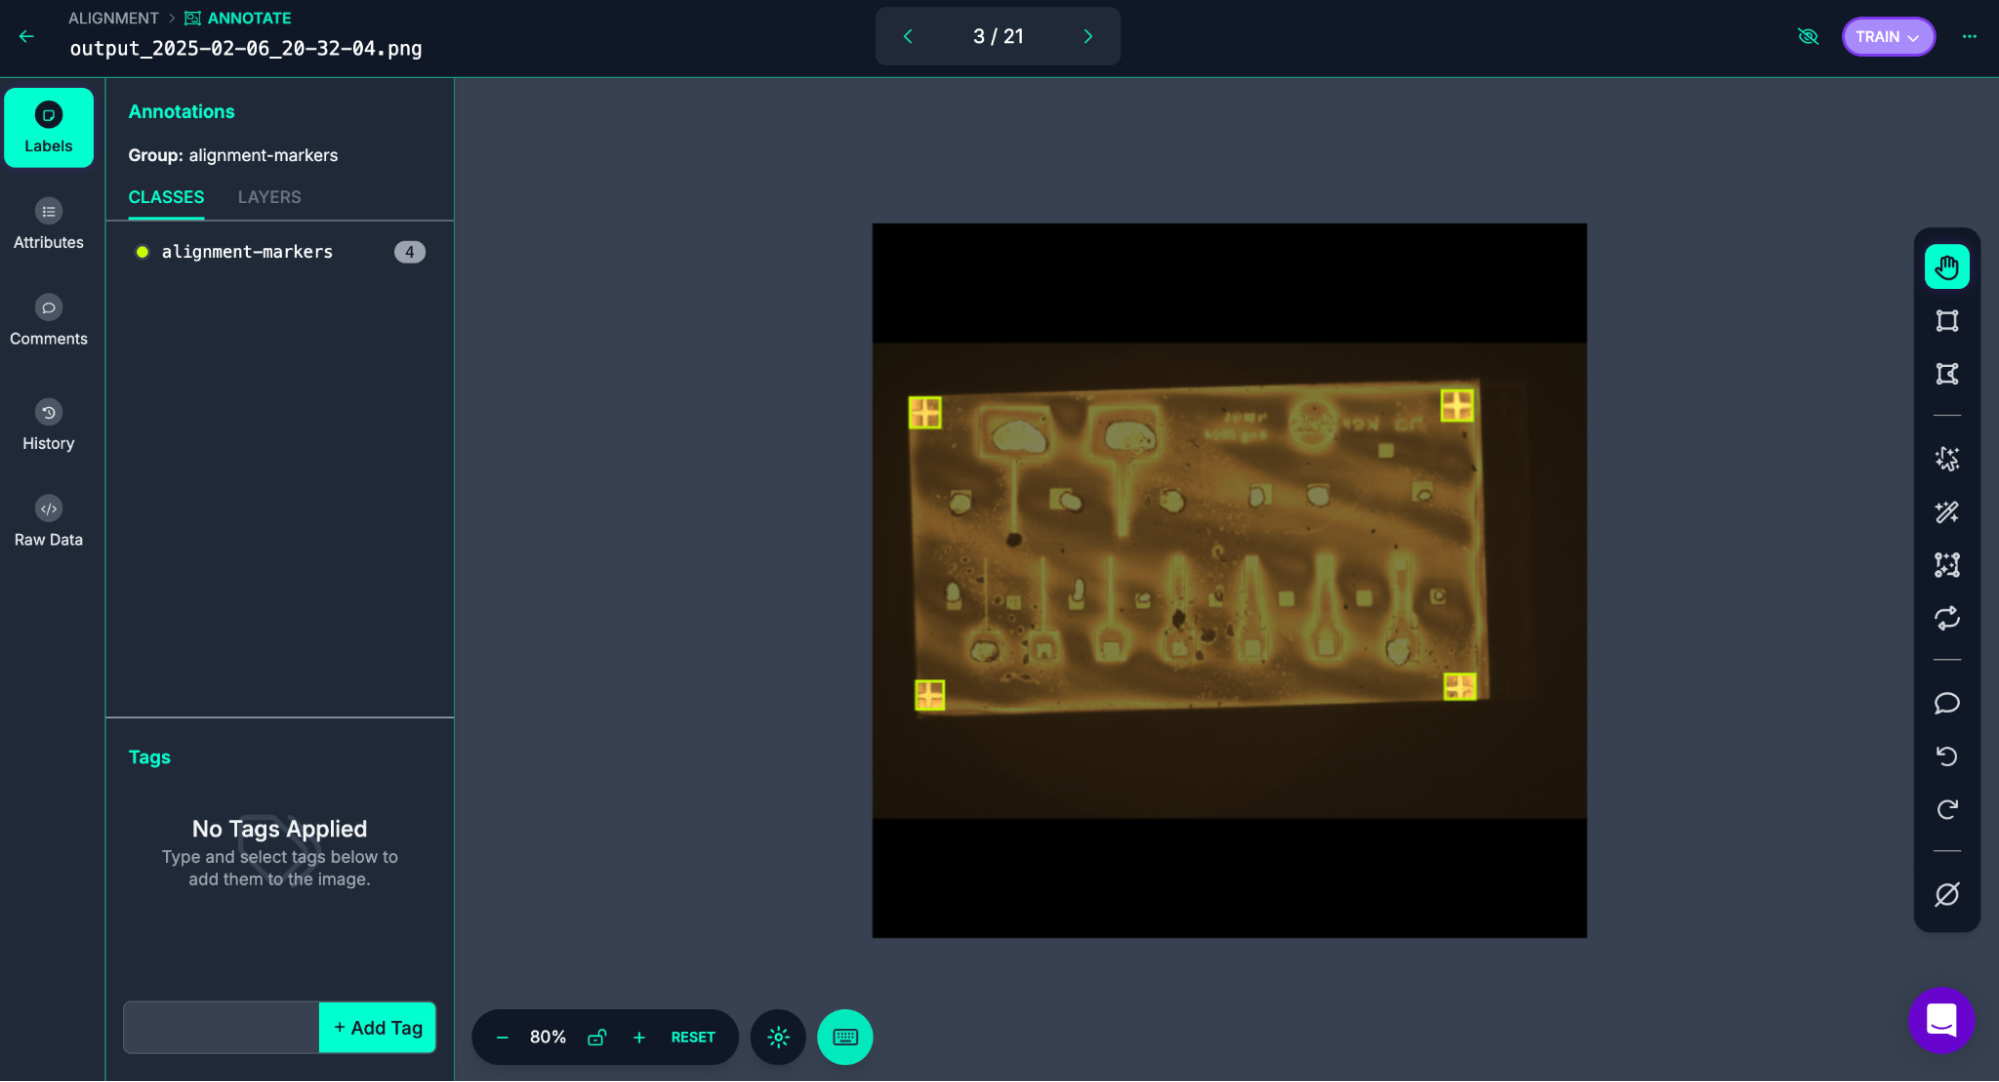 ALIGNMENT > ANNOTATE
output_2025-02-06_20-32-04.png
3 / 21
TRAIN
Labels
Attributes
Comments
History
Raw Data
Annotations
Group: alignment-markers
CLASSES LAYERS
alignment-markers 4
Tags
No Tags Applied
Type and select tags below to
add them to the image.
+ Add Tag
80% RESET